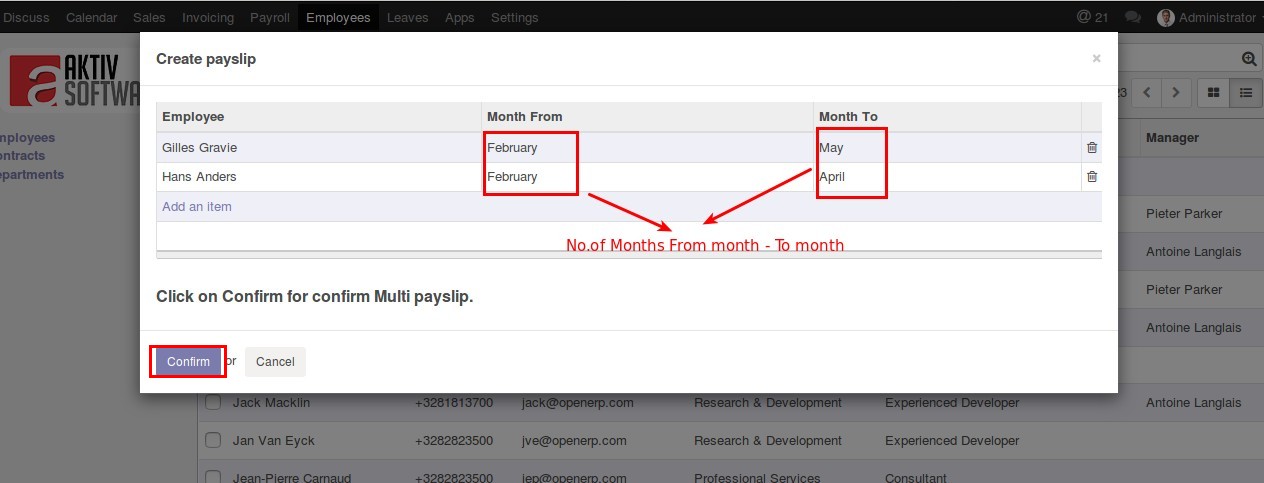 Discuss Calendar Sales Invoicing Payroll Employees Leaves Apps Settings @ 21 Administrator
AKTIV
SOFTWA
Create payslip ×
Employee Month From Month To
Gilles Gravie February May
Hans Anders February April
Add an item
No.of Months From month - To month
Click on Confirm for confirm Multi payslip.
Confirm or Cancel
mployees
ontracts
epartments
23
Manager
Pieter Parker
Antoine Langlais
Pieter Parker
Antoine Langlais
Jack Macklin +3281813700 jack@openerp.com Research & Development Experienced Developer Antoine Langlais
Jan Van Eyck +3282823500 jve@openerp.com Research & Development Experienced Developer
Jean-Pierre Carnaud +3282823500 jep@openerp.com Professional Services Consultant